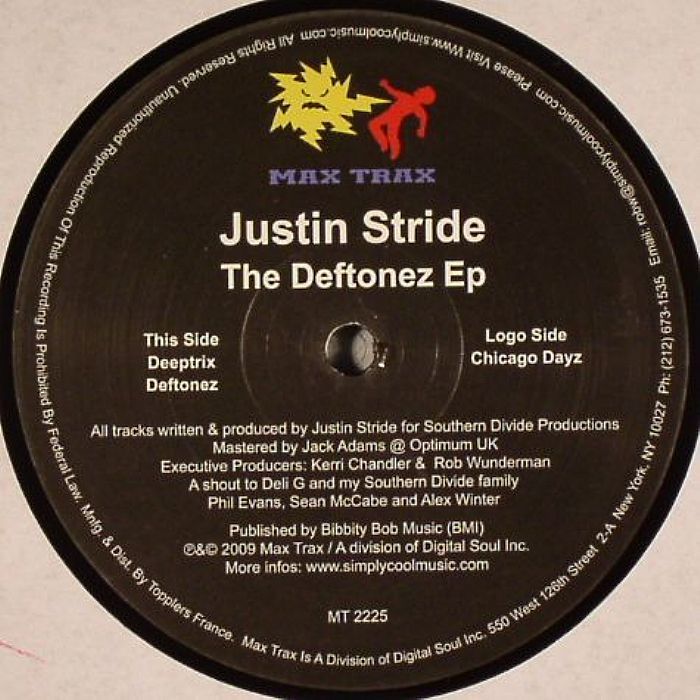 MAX TRAX
Justin Stride
The Deftonez Ep
This Side
Deeptrix
Deftonez
Logo Side
Chicago Dayz
All tracks written & produced by Justin Stride for Southern Divide Productions
Mastered by Jack Adams @ Optimum UK
Executive Producers: Kerri Chandler & Rob Wunderman
A shout to Deli G and my Southern Divide family
Phil Evans, Sean McCabe and Alex Winter
Published by Bibbity Bob Music (BMI)
℗&© 2009 Max Trax / A division of Digital Soul Inc.
More infos: www.simplycoolmusic.com
MT 2225
All Rights Reserved. Unauthorized Reproduction Of This Recording Is Prohibited By Federal Law. Mnfg. & Dist. By Topplers France. Max Trax Is A Division of Digital Soul Inc. 550 West 126th Street 2-A New York, NY 10027 Ph: (212) 673-1535 Email: robw@simplycoolmusic.com Please Visit Www.simplycoolmusic.com